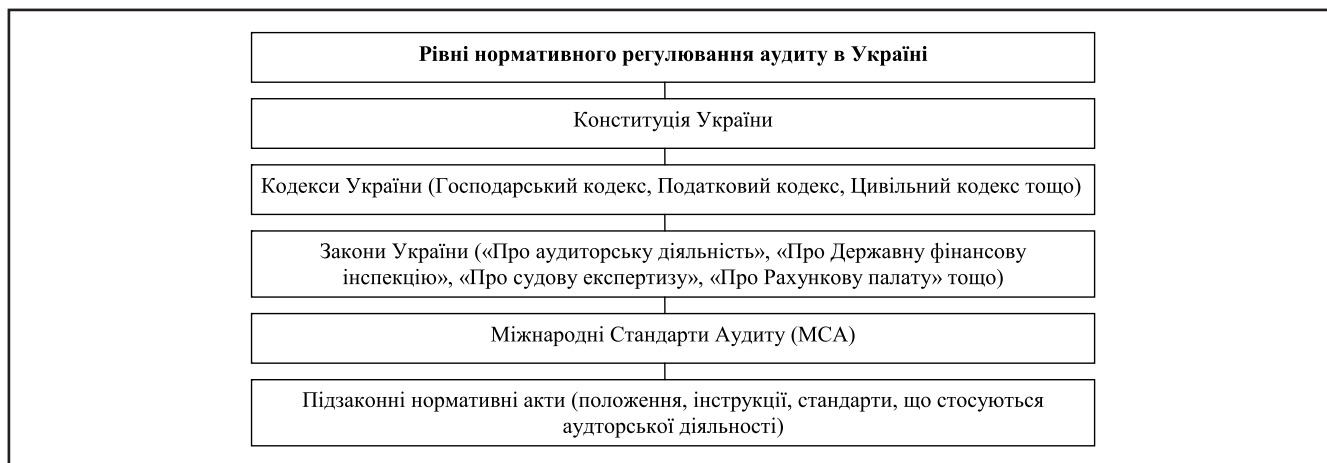 Рівні нормативного регулювання аудиту в Україні
Конституція України
Кодекси України (Господарський кодекс, Податковий кодекс, Цивільний кодекс тощо)
Закони України («Про аудиторську діяльність», «Про Державну фінансову
інспекцію», «Про судову експертизу», «Про Рахункову палату» тощо)
Міжнародні Стандарти Аудиту (МСА)
Підзаконні нормативні акти (положення, інструкції, стандарти, що стосуються
аудторської діяльності)